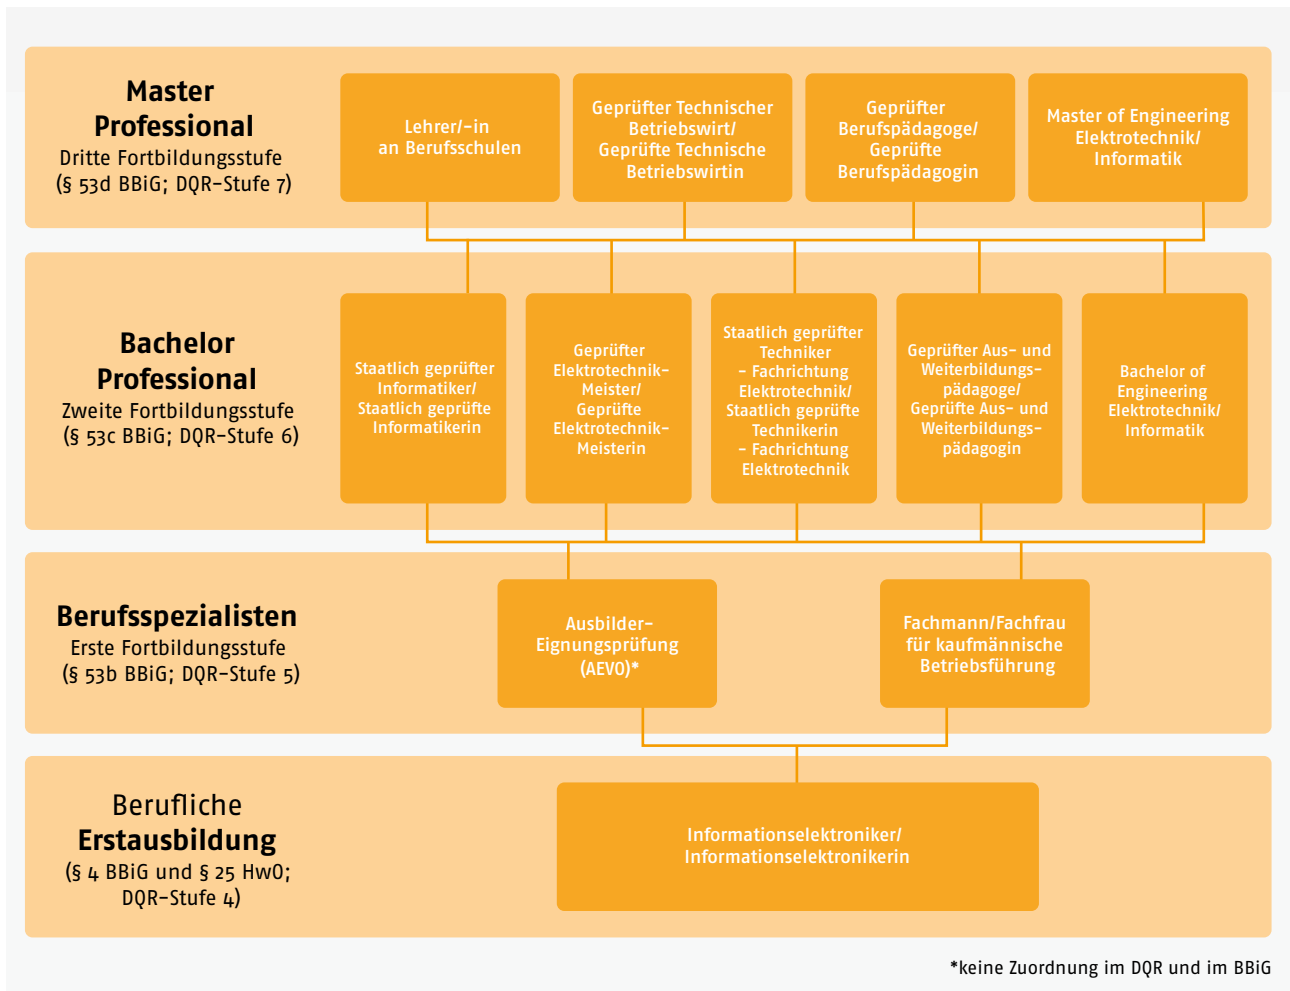 Master
Professional
Dritte Fortbildungsstufe
(§ 53d BBiG; DQR-Stufe 7)
Lehrer/-in
an Berufsschulen
Geprüfter Technischer
Betriebswirt/
Geprüfte Technische
Betriebswirtin
Geprüfter
Berufspädagoge/
Geprüfte
Berufspädagogin
Master of Engineering
Elektrotechnik/
Informatik
Bachelor
Professional
Zweite Fortbildungsstufe
(§ 53c BBiG; DQR-Stufe 6)
Staatlich geprüfter
Informatiker/
Staatlich geprüfte
Informatikerin
Geprüfter
Elektrotechnik-
Meister/
Geprüfte
Elektrotechnik-
Meisterin
Staatlich geprüfter
Techniker
- Fachrichtung
Elektrotechnik/
Staatlich geprüfte
Technikerin
- Fachrichtung
Elektrotechnik
Geprüfter Aus- und
Weiterbildungs-
pädagoge/
Geprüfte Aus- und
Weiterbildungs-
pädagogin
Bachelor of
Engineering
Elektrotechnik/
Informatik
Berufsspezialisten
Erste Fortbildungsstufe
(§ 53b BBiG; DQR-Stufe 5)
Ausbilder-
Eignungsprüfung
(AEVO)*
Fachmann/Fachfrau
für kaufmännische
Betriebsführung
Berufliche
Erstausbildung
(§ 4 BBiG und § 25 HwO;
DQR-Stufe 4)
Informationselektroniker/
Informationselektronikerin
*keine Zuordnung im DQR und im BBiG